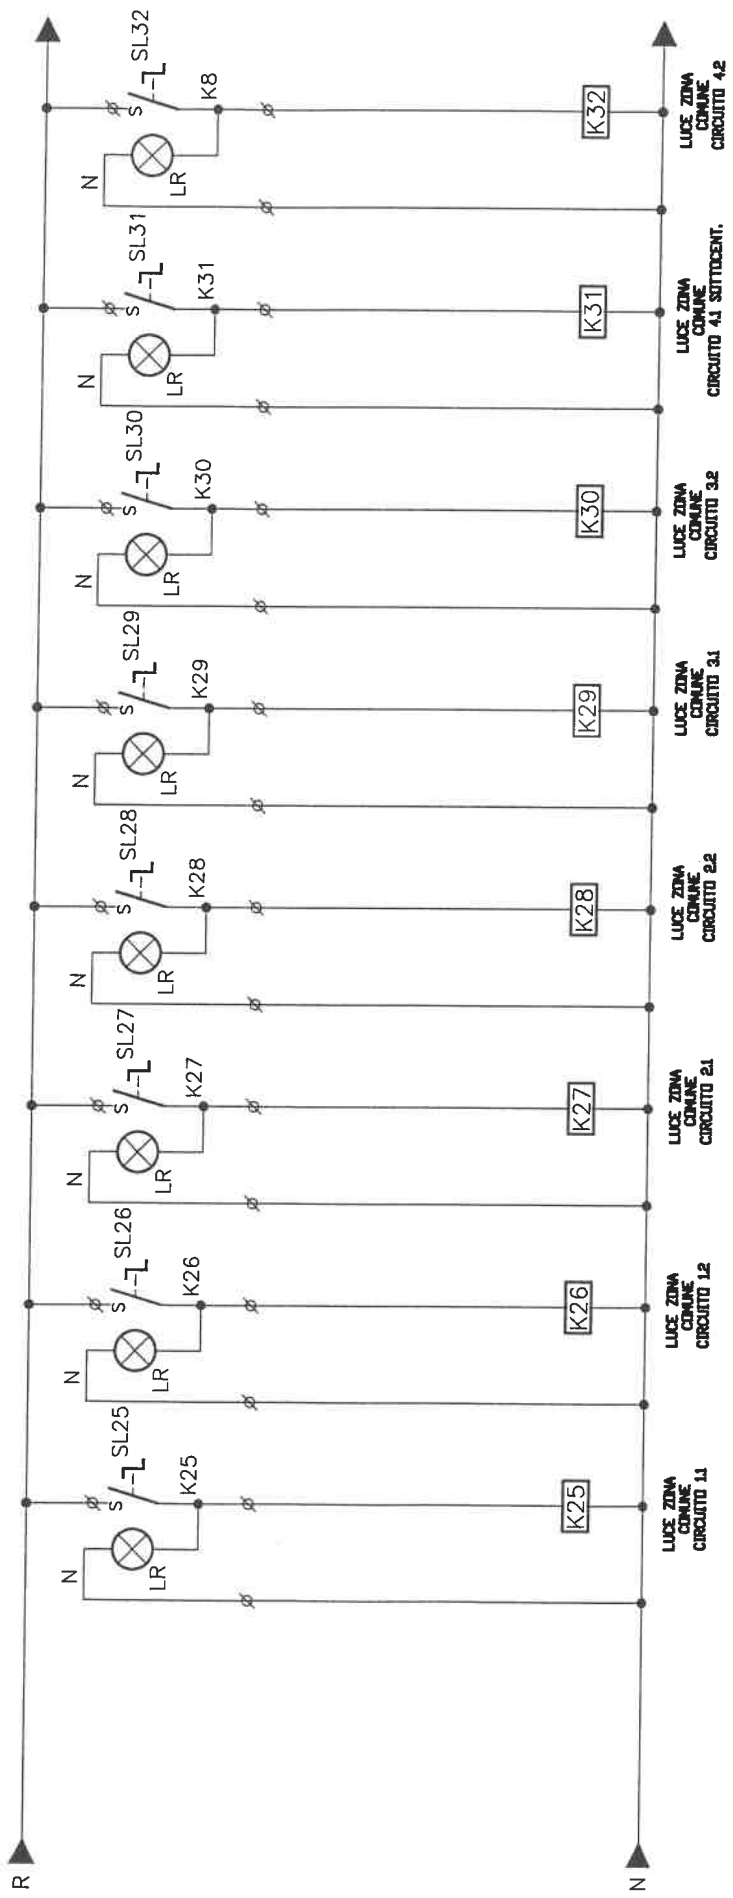 R
N
LR
S
SL25
K25
K25
LUCE ZONA
COMUNE
CIRCUITO 1.1
N
LR
S
SL26
K26
K26
LUCE ZONA
COMUNE
CIRCUITO 1.2
N
LR
S
SL27
K27
K27
LUCE ZONA
COMUNE
CIRCUITO 2.1
N
LR
S
SL28
K28
K28
LUCE ZONA
COMUNE
CIRCUITO 2.2
N
LR
S
SL29
K29
K29
LUCE ZONA
COMUNE
CIRCUITO 3.1
N
LR
S
SL30
K30
K30
LUCE ZONA
COMUNE
CIRCUITO 3.2
N
LR
S
SL31
K31
K31
LUCE ZONA
COMUNE
CIRCUITO 4.1 SOTTOCENT.
N
LR
S
SL32
K8
K32
LUCE ZONA
COMUNE
CIRCUITO 4.2
N